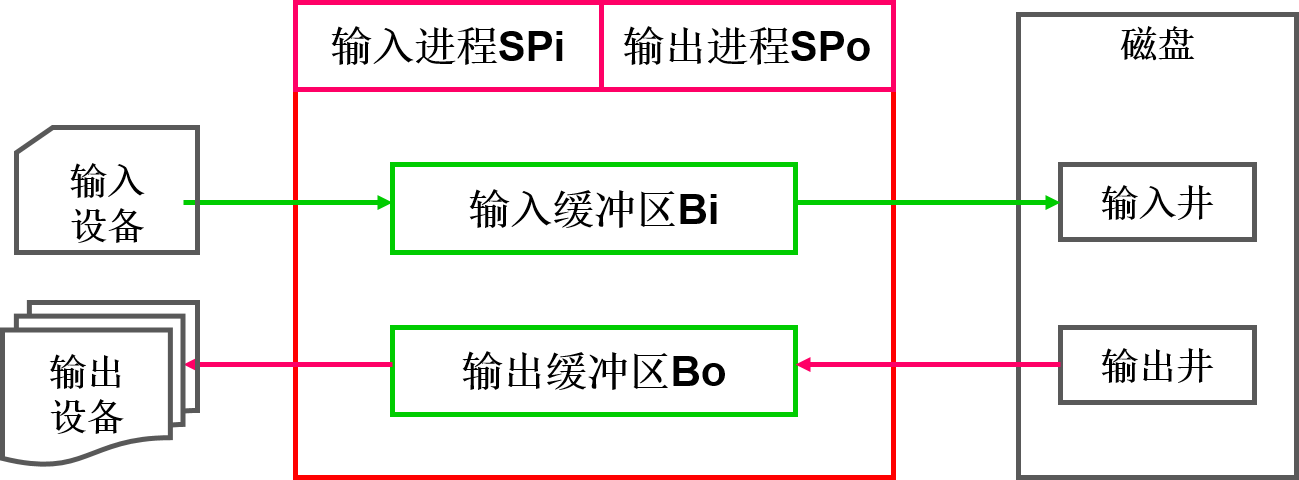 输入进程SPi
输出进程SPo
磁盘
输入
设备
输入缓冲区Bi
输入井
输出
设备
输出缓冲区Bo
输出井